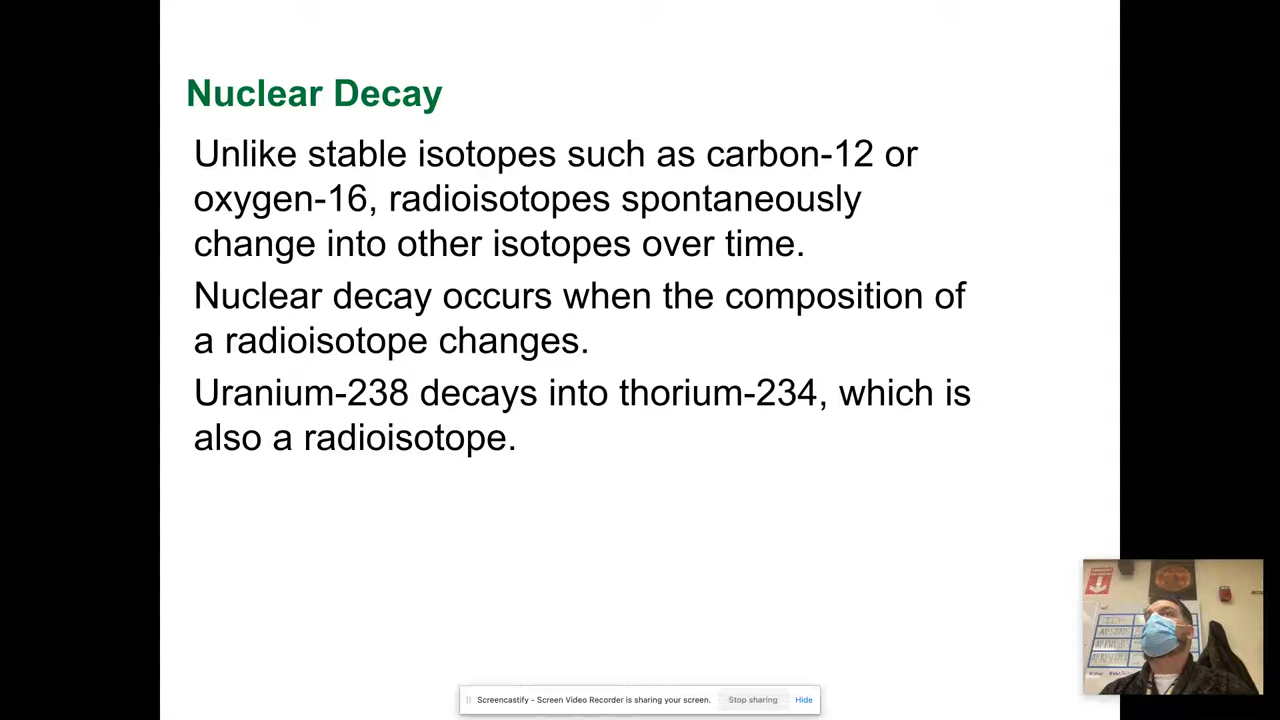 Nuclear Decay
Unlike stable isotopes such as carbon-12 or
oxygen-16, radioisotopes spontaneously
change into other isotopes over time.
Nuclear decay occurs when the composition of
a radioisotope changes.
Uranium-238 decays into thorium-234, which is
also a radioisotope.
Screencastify - Screen Video Recorder is sharing your screen. Stop sharing Hide